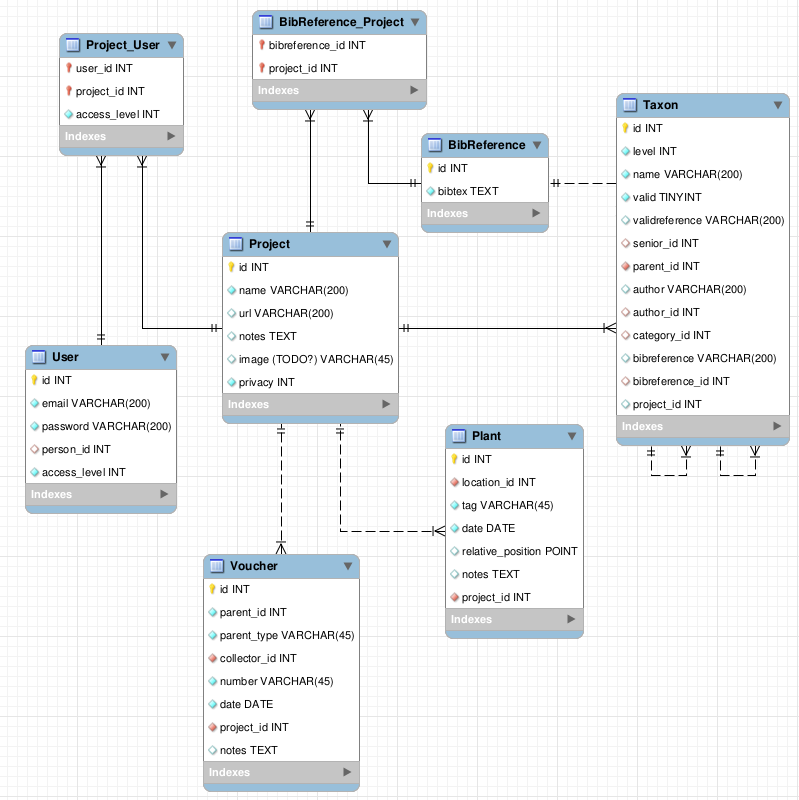 BibReference_Project
bibreference_id INT
project_id INT
Indexes
Project_User
user_id INT
project_id INT
access_level INT
Indexes
Taxon
id INT
level INT
name VARCHAR(200)
valid TINYINT
validreference VARCHAR(200)
senior_id INT
parent_id INT
author VARCHAR(200)
author_id INT
category_id INT
bibreference VARCHAR(200)
bibreference_id INT
project_id INT
Indexes
BibReference
id INT
bibtex TEXT
Indexes
Project
id INT
name VARCHAR(200)
url VARCHAR(200)
notes TEXT
image (TODO?) VARCHAR(45)
privacy INT
Indexes
User
id INT
email VARCHAR(200)
password VARCHAR(200)
person_id INT
access_level INT
Indexes
Plant
id INT
location_id INT
tag VARCHAR(45)
date DATE
relative_position POINT
notes TEXT
project_id INT
Indexes
Voucher
id INT
parent_id INT
parent_type VARCHAR(45)
collector_id INT
number VARCHAR(45)
date DATE
project_id INT
notes TEXT
Indexes